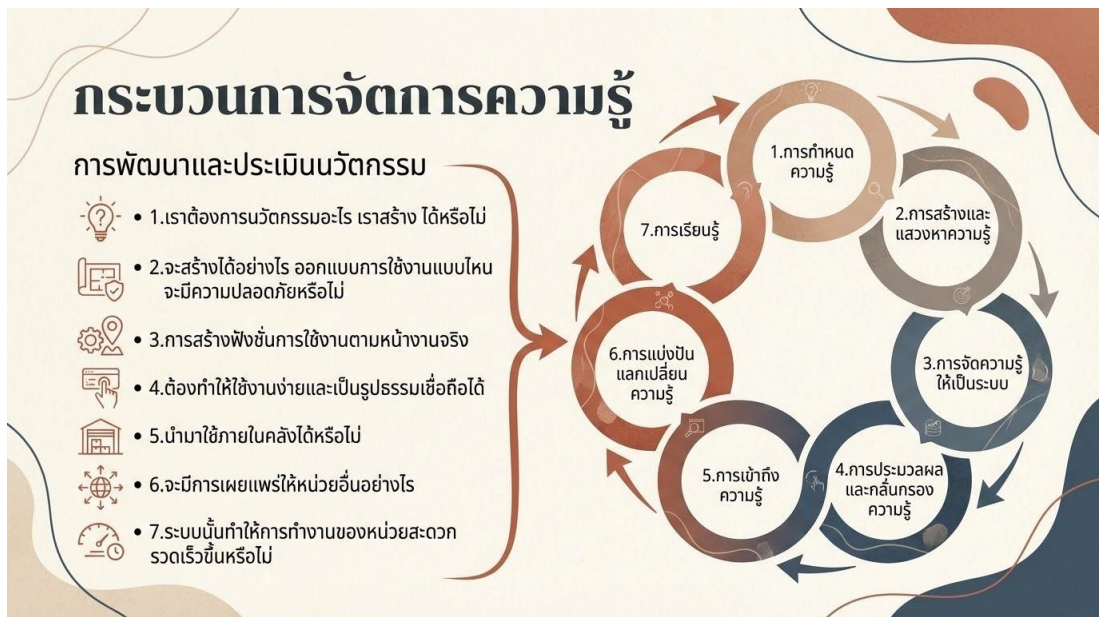 กระบวนการจัดการความรู้
การพัฒนาและประเมินนวัตกรรม
• 1.เราต้องการนวัตกรรมอะไร เราสร้าง ได้หรือไม่
• 2.จะสร้างได้อย่างไร ออกแบบการใช้งานแบบไหน
จะมีความปลอดภัยหรือไม่
• 3.การสร้างฟังชั่นการใช้งานตามหน้างานจริง
• 4.ต้องทำให้ใช้งานง่ายและเป็นรูปธรรมเชื่อถือได้
• 5.นำมาใช้ภายในคลังได้หรือไม่
• 6.จะมีการเผยแพร่ให้หน่วยอื่นอย่างไร
• 7.ระบบนั้นทำให้การทำงานของหน่วยสะดวก
รวดเร็วขึ้นหรือไม่
1.การกำหนด
ความรู้
2.การสร้างและ
แสวงหาความรู้
3.การจัดความรู้
ให้เป็นระบบ
4.การประมวลผล
และกลั่นกรอง
ความรู้
5.การเข้าถึง
ความรู้
6.การแบ่งปัน
แลกเปลี่ยน
ความรู้
7.การเรียนรู้